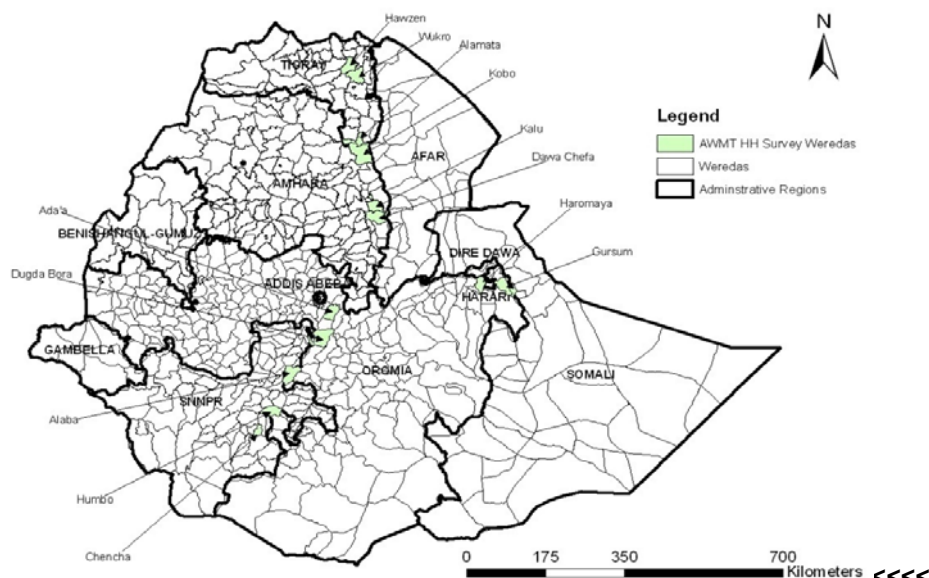 Hawzen
Wukro
Alamata
Kobo
Kalu
Dawa Chefa
Haromaya
Gursum
Ada'a
Dugda Bora
Alaba
Humbo
Chencha
TIGRAY
AFAR
AMHARA
BENISHANGUL-GUMUZ
DIRE DAWA
ADDIS ABEBA
HARARI
GAMBELLA
OROMIA
SOMALI
SNNPR
N
Legend
AWMT HH Survey Weredas
Weredas
Adminstrative Regions
0 175 350 700
Kilometers <<<<